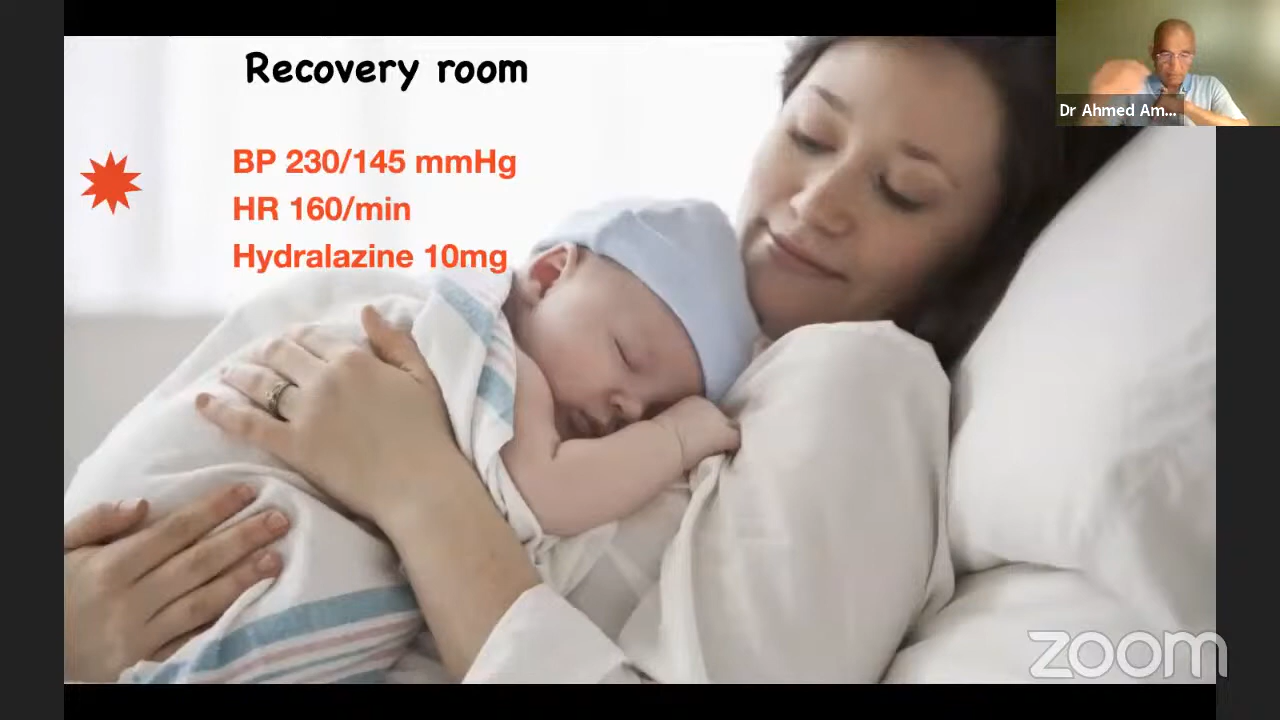 Recovery room
BP 230/145 mmHg
HR 160/min
Hydralazine 10mg
Dr Ahmed Am...
zoom